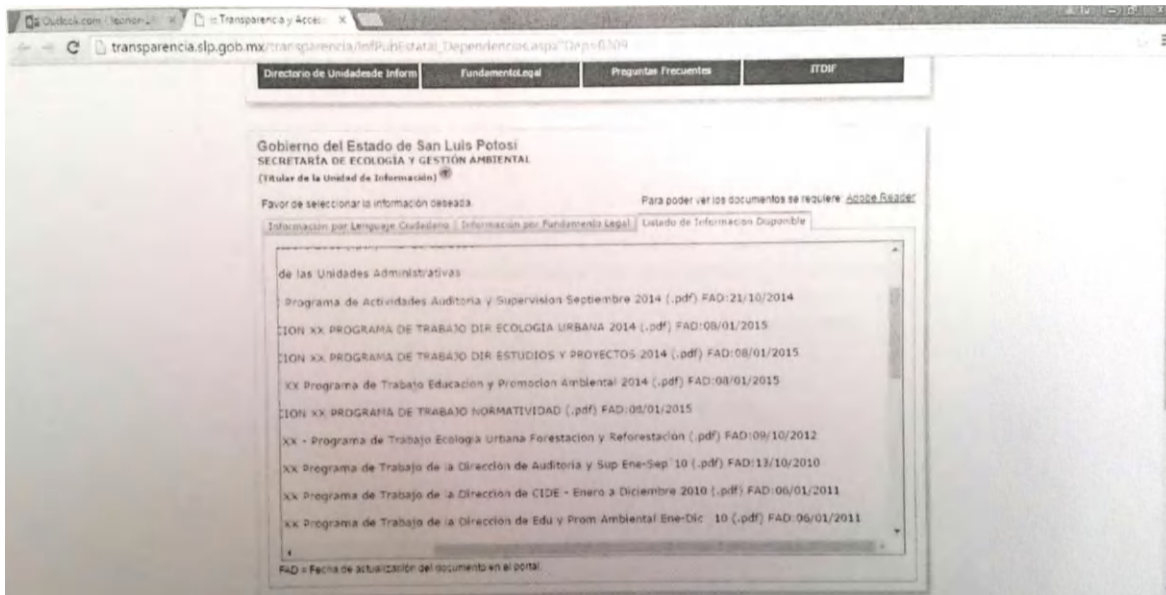 Outlook.com
:: Transparencia y Acces
transparencia.slp.gob.mx/transparencia/InfPubEstatal_Dependencias.aspx?Dep=0309
Directorio de Unidadesde Inform
FundamentoLegal
Preguntas Frecuentes
ITDIF
Gobierno del Estado de San Luis Potosí
SECRETARÍA DE ECOLOGÍA Y GESTIÓN AMBIENTAL
(Titular de la Unidad de Información)
Favor de seleccionar la información deseada.
Para poder ver los documentos se requiere: Adobe Reader
Información por Lenguaje Ciudadano
Información por Fundamento Legal
Listado de Información Disponible
de las Unidades Administrativas
Programa de Actividades Auditoria y Supervision Septiembre 2014 (.pdf) FAD:21/10/2014
CION XX PROGRAMA DE TRABAJO DIR ECOLOGIA URBANA 2014 (.pdf) FAD:08/01/2015
CION XX PROGRAMA DE TRABAJO DIR ESTUDIOS Y PROYECTOS 2014 (.pdf) FAD:08/01/2015
XX Programa de Trabajo Educacion y Promocion Ambiental 2014 (.pdf) FAD:08/01/2015
CION XX PROGRAMA DE TRABAJO NORMATIVIDAD (.pdf) FAD:08/01/2015
XX - Programa de Trabajo Ecologia Urbana Forestacion y Reforestación (.pdf) FAD:09/10/2012
XX Programa de Trabajo de la Dirección de Auditoria y Sup Ene-Sep´10 (.pdf) FAD:13/10/2010
XX Programa de Trabajo de la Direccion de CIDE - Enero a Diciembre 2010 (.pdf) FAD:06/01/2011
XX Programa de Trabajo de la Dirección de Edu y Prom Ambiental Ene-Dic 10 (.pdf) FAD:06/01/2011
FAD = Fecha de actualización del documento en el portal.